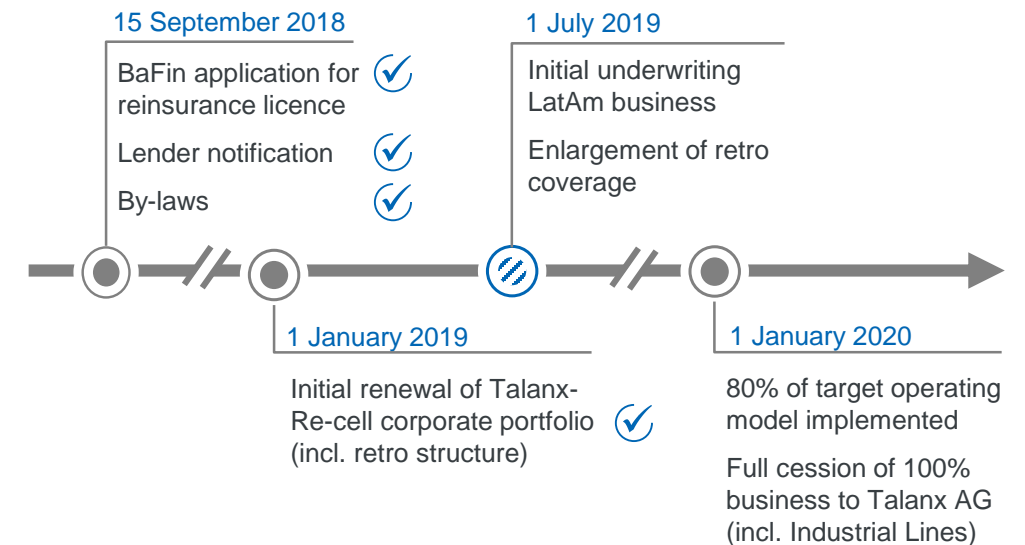 15 September 2018
BaFin application for
reinsurance licence
Lender notification
By-laws
1 July 2019
Initial underwriting
LatAm business
Enlargement of retro
coverage
1 January 2019
Initial renewal of Talanx-
Re-cell corporate portfolio
(incl. retro structure)
1 January 2020
80% of target operating
model implemented
Full cession of 100%
business to Talanx AG
(incl. Industrial Lines)